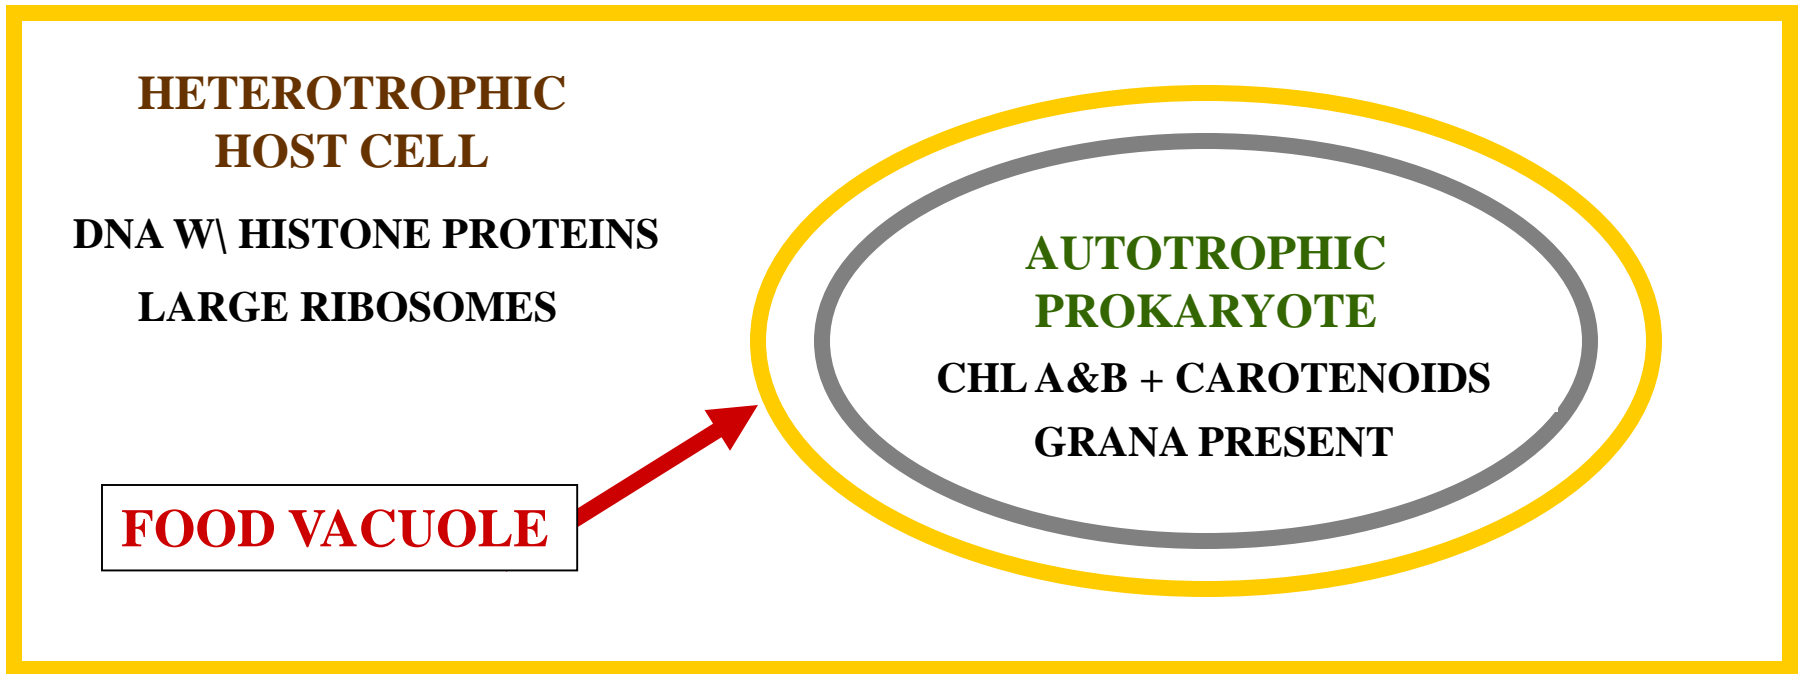 HETEROTROPHIC
HOST CELL
DNA W\ HISTONE PROTEINS
LARGE RIBOSOMES
FOOD VACUOLE
AUTOTROPHIC
PROKARYOTE
CHL A&B + CAROTENOIDS
GRANA PRESENT